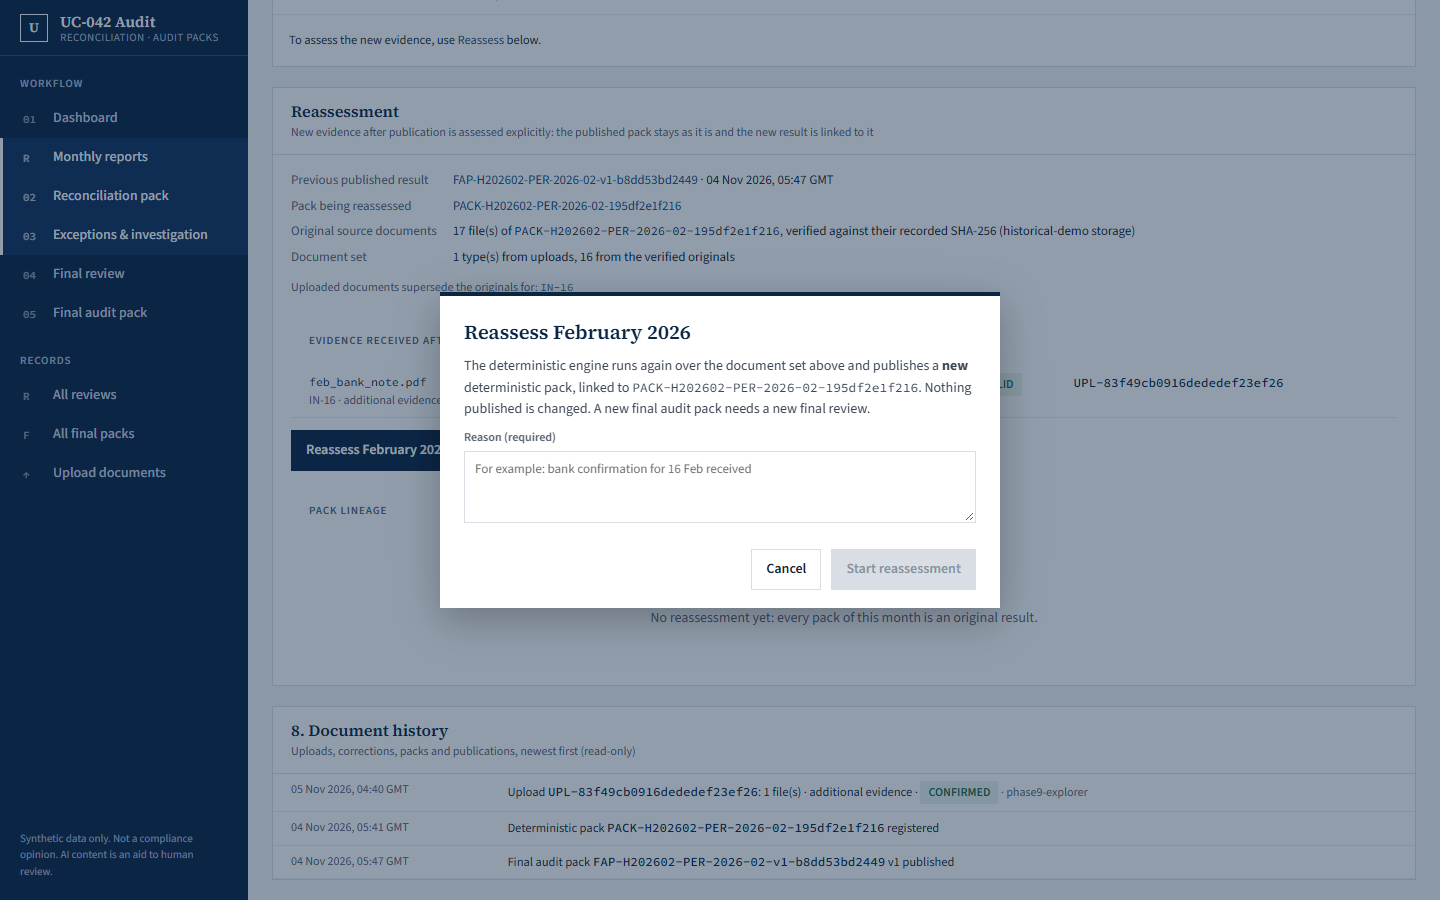 U
UC-042 Audit
RECONCILIATION · AUDIT PACKS
WORKFLOW
01 Dashboard
R Monthly reports
02 Reconciliation pack
03 Exceptions & investigation
04 Final review
05 Final audit pack
RECORDS
R All reviews
F All final packs
↑ Upload documents
Synthetic data only. Not a compliance
opinion. AI content is an aid to human
review.
To assess the new evidence, use Reassess below.
Reassessment
New evidence after publication is assessed explicitly: the published pack stays as it is and the new result is linked to it
Previous published result FAP-H202602-PER-2026-02-v1-b8dd53bd2449 · 04 Nov 2026, 05:47 GMT
Pack being reassessed PACK-H202602-PER-2026-02-195df2e1f216
Original source documents 17 file(s) of PACK-H202602-PER-2026-02-195df2e1f216, verified against their recorded SHA-256 (historical-demo storage)
Document set 1 type(s) from uploads, 16 from the verified originals
Uploaded documents supersede the originals for: IN-16
EVIDENCE RECEIVED AFT
feb_bank_note.pdf LID UPL-83f49cb0916dededef23ef26
IN-16 · additional evidence
Reassess February 202
PACK LINEAGE
No reassessment yet: every pack of this month is an original result.
Reassess February 2026
The deterministic engine runs again over the document set above and publishes a new
deterministic pack, linked to PACK-H202602-PER-2026-02-195df2e1f216. Nothing
published is changed. A new final audit pack needs a new final review.
Reason (required)
For example: bank confirmation for 16 Feb received
Cancel Start reassessment
8. Document history
Uploads, corrections, packs and publications, newest first (read-only)
05 Nov 2026, 04:40 GMT Upload UPL-83f49cb0916dededef23ef26: 1 file(s) · additional evidence · CONFIRMED · phase9-explorer
04 Nov 2026, 05:41 GMT Deterministic pack PACK-H202602-PER-2026-02-195df2e1f216 registered
04 Nov 2026, 05:47 GMT Final audit pack FAP-H202602-PER-2026-02-v1-b8dd53bd2449 v1 published